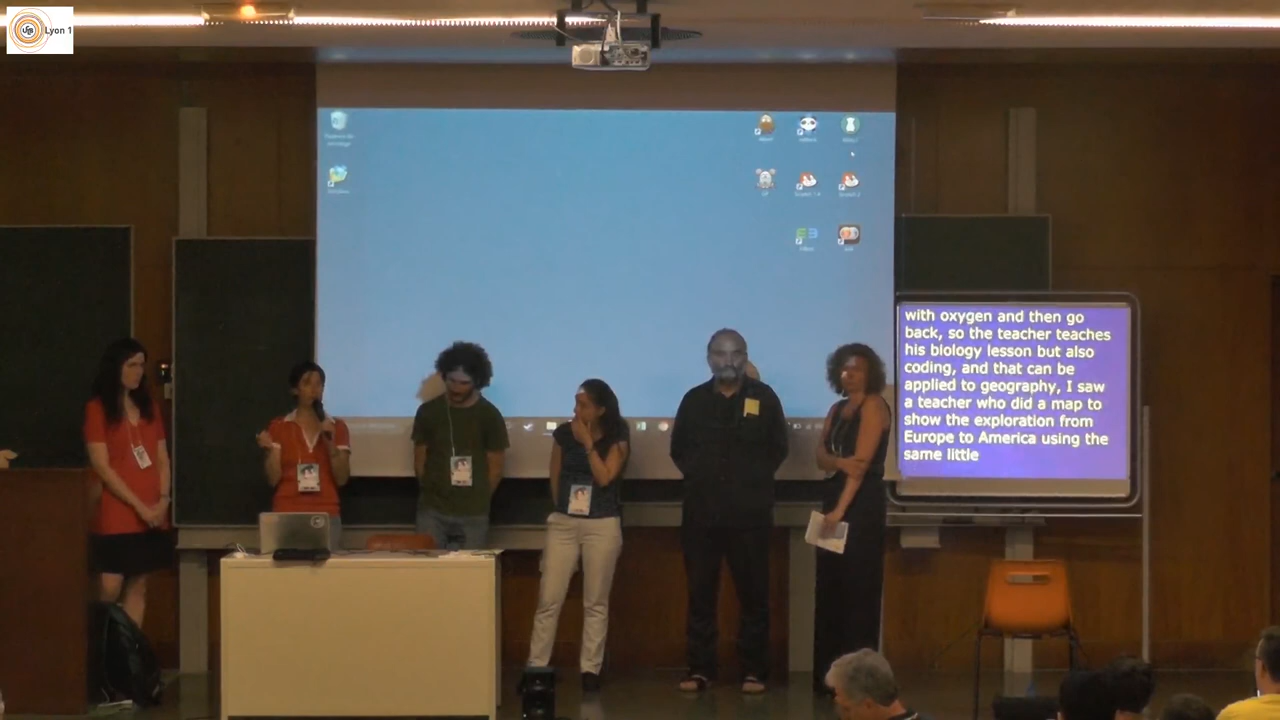 Lyon 1
with oxygen and then go
back, so the teacher teaches
his biology lesson but also
coding, and that can be
applied to geography, I saw
a teacher who did a map to
show the exploration from
Europe to America using the
same little